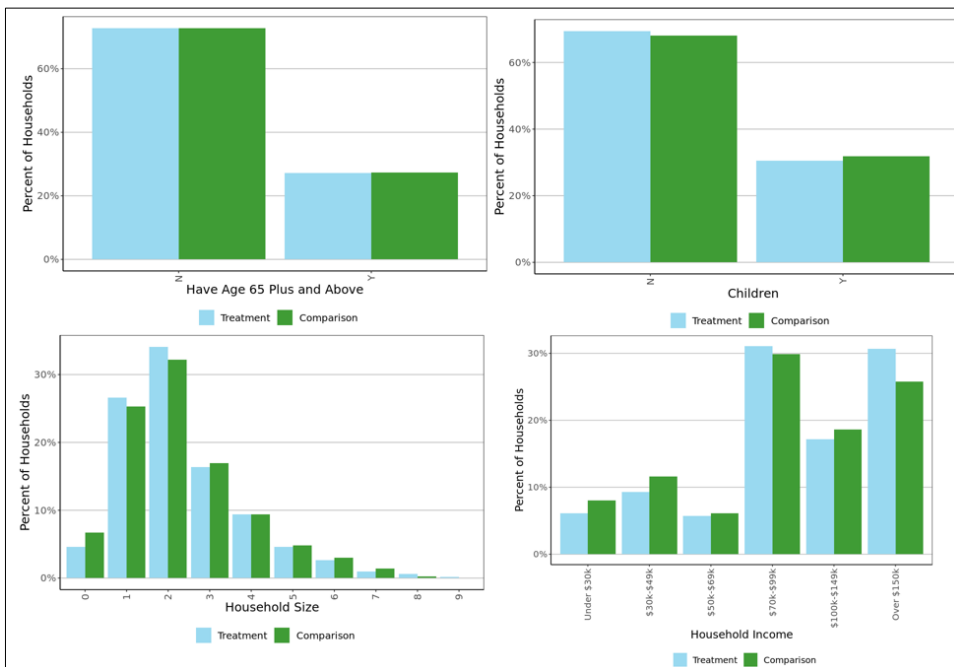 Percent of Households
60%
40%
20%
0%
N
Y
Have Age 65 Plus and Above
Treatment
Comparison
Percent of Households
60%
40%
20%
0%
N
Y
Children
Treatment
Comparison
Percent of Households
30%
20%
10%
0%
0
1
2
3
4
5
6
7
8
9
Household Size
Treatment
Comparison
Percent of Households
30%
20%
10%
0%
Under $30k
$30k-$49k
$50k-$69k
$70k-$99k
$100k-$149k
Over $150k
Household Income
Treatment
Comparison